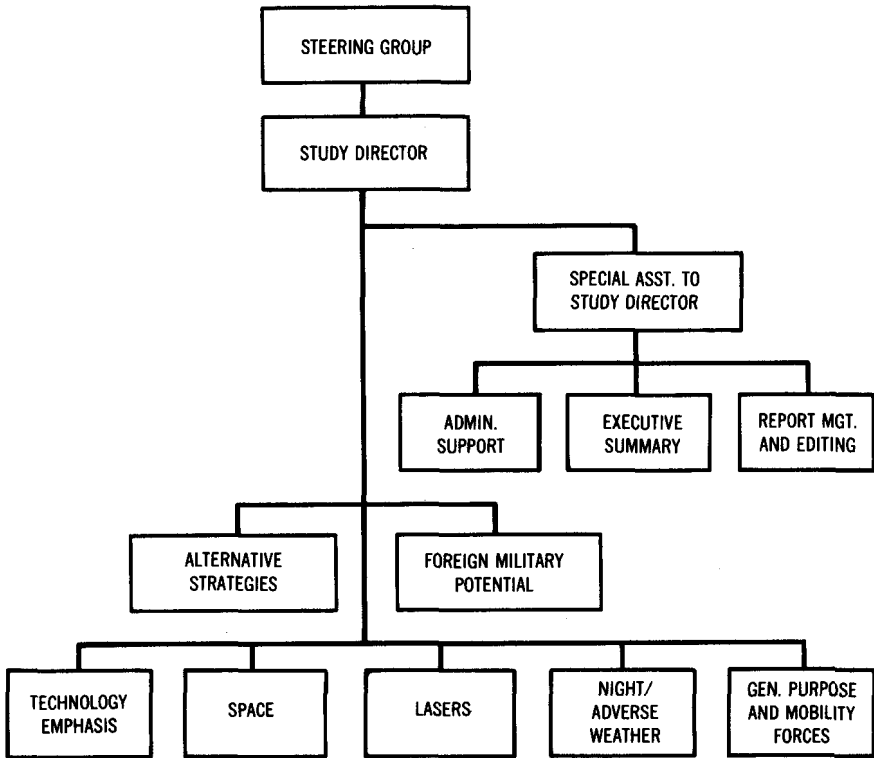 STEERING GROUP
STUDY DIRECTOR
SPECIAL ASST. TO
STUDY DIRECTOR
ADMIN.
SUPPORT
EXECUTIVE
SUMMARY
REPORT MGT.
AND EDITING
ALTERNATIVE
STRATEGIES
FOREIGN MILITARY
POTENTIAL
TECHNOLOGY
EMPHASIS
SPACE
LASERS
NIGHT/
ADVERSE
WEATHER
GEN. PURPOSE
AND MOBILITY
FORCES